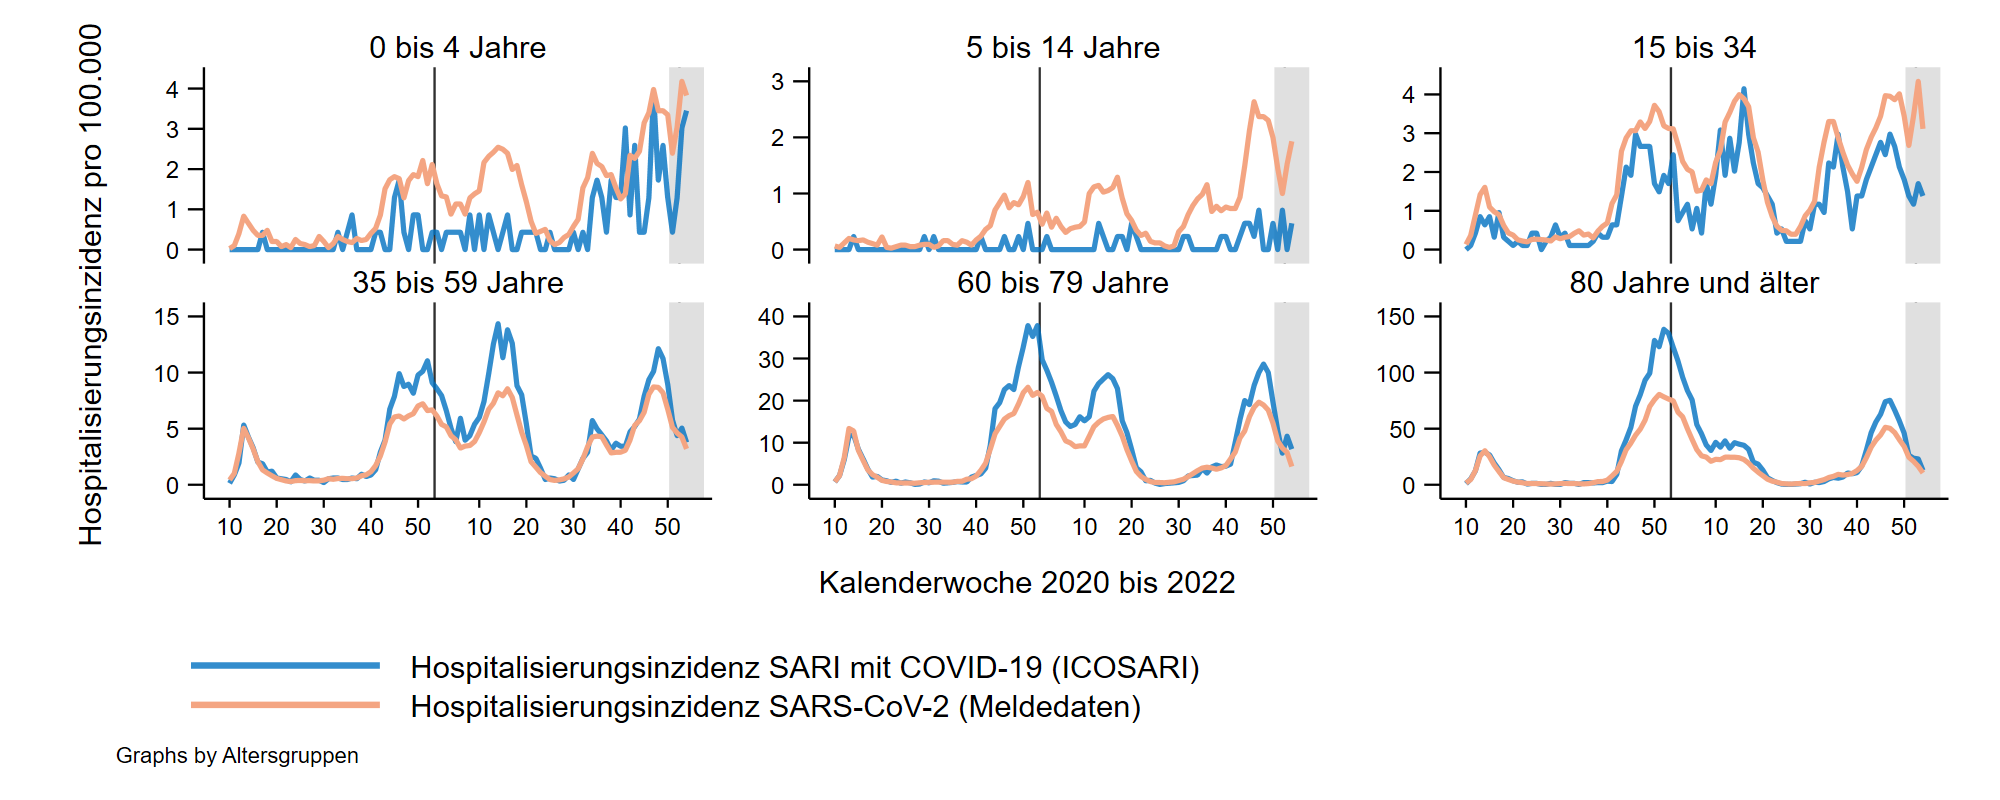 Hospitalisierungsinzidenz pro 100.000
0 bis 4 Jahre
4
3
2
1
0
5 bis 14 Jahre
3
2
1
0
15 bis 34
4
3
2
1
0
35 bis 59 Jahre
15
10
5
0
10 20 30 40 50 10 20 30 40 50
60 bis 79 Jahre
40
30
20
10
0
10 20 30 40 50 10 20 30 40 50
80 Jahre und älter
150
100
50
0
10 20 30 40 50 10 20 30 40 50
Kalenderwoche 2020 bis 2022
Hospitalisierungsinzidenz SARI mit COVID-19 (ICOSARI)
Hospitalisierungsinzidenz SARS-CoV-2 (Meldedaten)
Graphs by Altersgruppen